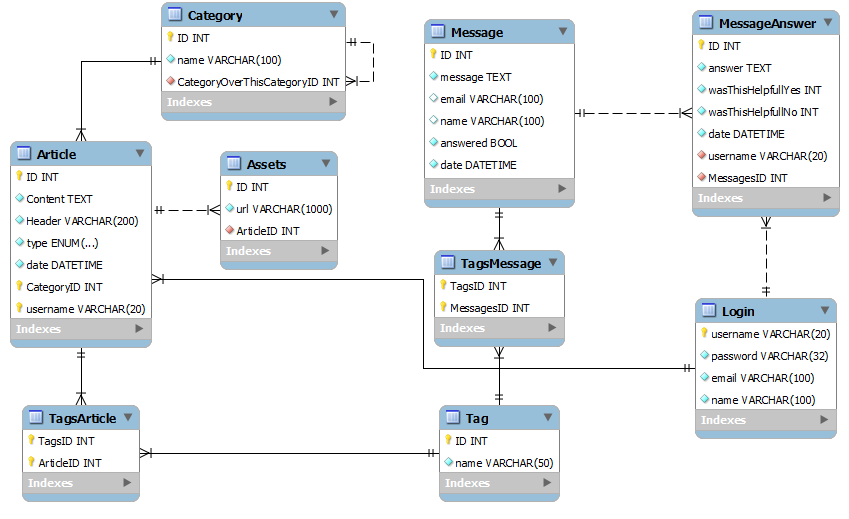 Category
ID INT
name VARCHAR(100)
CategoryOverThisCategoryID INT
Indexes
Message
ID INT
message TEXT
email VARCHAR(100)
name VARCHAR(100)
answered BOOL
date DATETIME
Indexes
MessageAnswer
ID INT
answer TEXT
wasThisHelpfullYes INT
wasThisHelpfullNo INT
date DATETIME
username VARCHAR(20)
MessagesID INT
Indexes
Article
ID INT
Content TEXT
Header VARCHAR(200)
type ENUM(...)
date DATETIME
CategoryID INT
username VARCHAR(20)
Indexes
Assets
ID INT
url VARCHAR(1000)
ArticleID INT
Indexes
TagsMessage
TagsID INT
MessagesID INT
Indexes
Login
username VARCHAR(20)
password VARCHAR(32)
email VARCHAR(100)
name VARCHAR(100)
Indexes
TagsArticle
TagsID INT
ArticleID INT
Indexes
Tag
ID INT
name VARCHAR(50)
Indexes